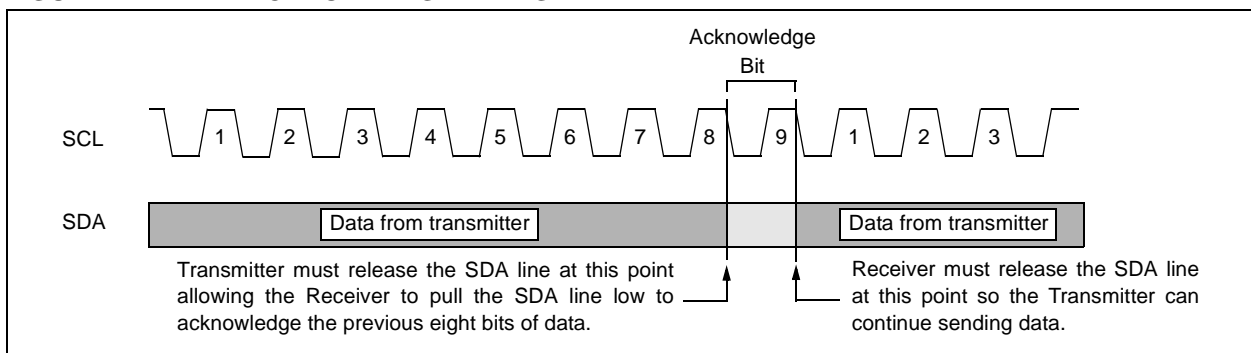 Acknowledge
Bit
SCL
1 2 3 4 5 6 7 8 9 1 2 3
SDA
Data from transmitter
Data from transmitter
Transmitter must release the SDA line at this point
allowing the Receiver to pull the SDA line low to
acknowledge the previous eight bits of data.
Receiver must release the SDA line
at this point so the Transmitter can
continue sending data.